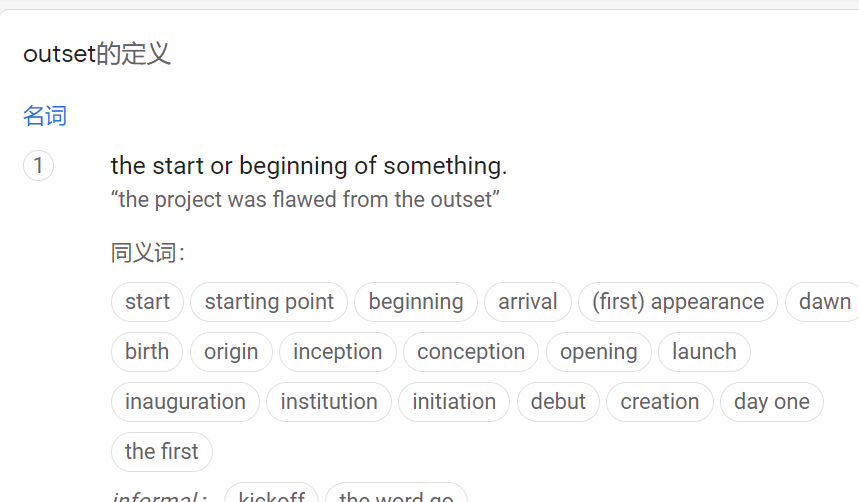 outset的定义
名词
1 the start or beginning of something.
“the project was flawed from the outset”
同义词:
start starting point beginning arrival (first) appearance dawn
birth origin inception conception opening launch
inauguration institution initiation debut creation day one
the first
informal: kickoff the word go